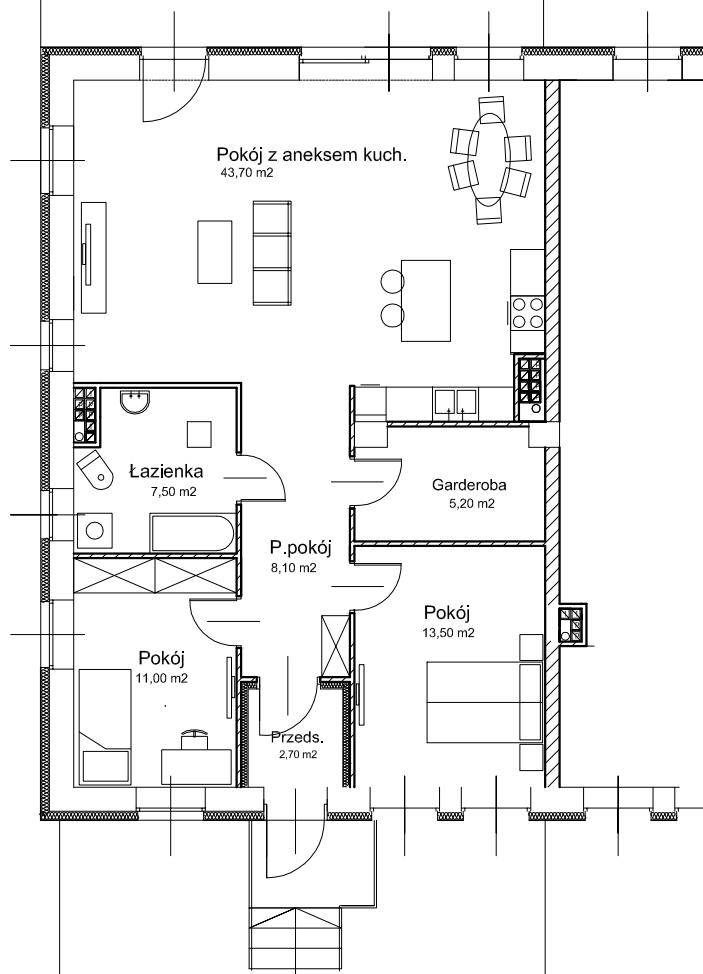 Pokój z aneksem kuch.
43,70 m2
Łazienka
7,50 m2
Garderoba
5,20 m2
P.pokój
8,10 m2
Pokój
13,50 m2
Pokój
11,00 m2
Przeds.
2,70 m2